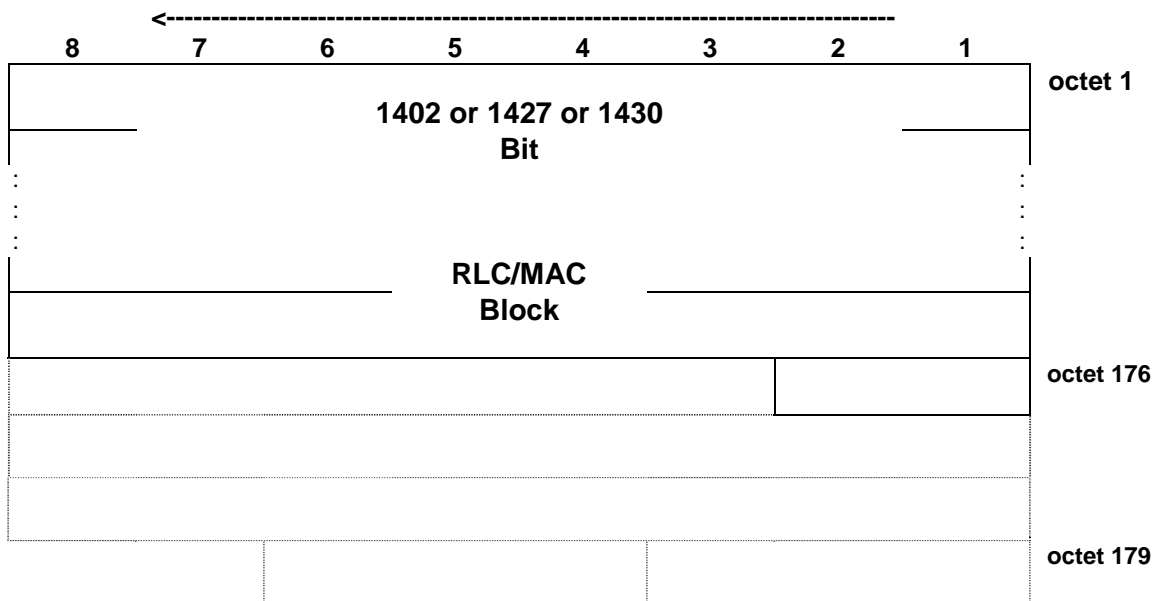 <--------------------------------------------------------------------------------
8 7 6 5 4 3 2 1
octet 1
1402 or 1427 or 1430
Bit
: :
: :
: :
RLC/MAC
Block
octet 176
octet 179